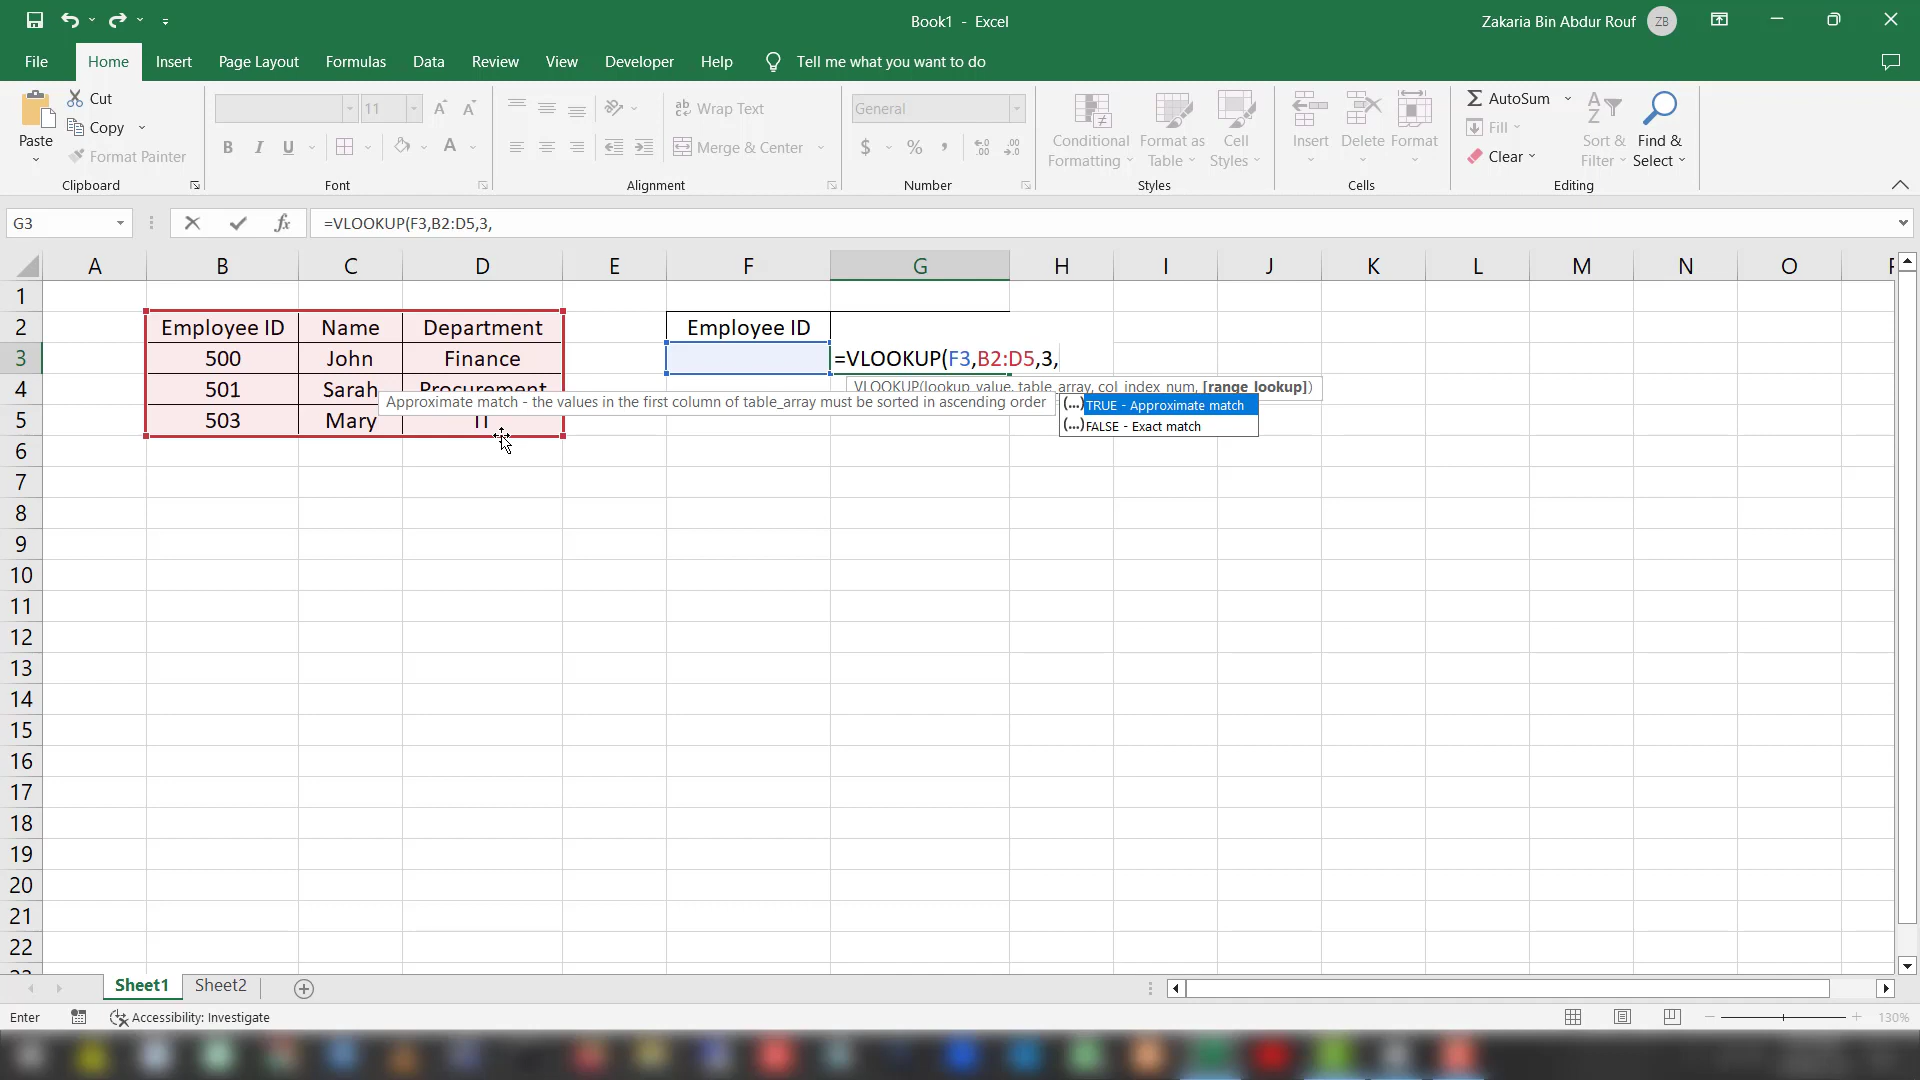 Book1 - Excel
Zakaria Bin Abdur Rouf ZB
File Home Insert Page Layout Formulas Data Review View Developer Help Tell me what you want to do
Paste
Cut
Copy
Format Painter
Clipboard
11
B I U
Font
Wrap Text
Merge & Center
Alignment
General
$ % ,
Number
Conditional Formatting
Format as Table
Cell Styles
Styles
Insert Delete Format
Cells
AutoSum
Fill
Clear
Sort & Filter
Find & Select
Editing
G3
fx
=VLOOKUP(F3,B2:D5,3,
A B C D E F G H I J K L M N O
1
2 Employee ID Name Department Employee ID
3 500 John Finance =VLOOKUP(F3,B2:D5,3,
4 501 Sarah Procurement VLOOKUP(lookup_value, table_array, col_index_num, [range_lookup])
Approximate match - the values in the first column of table_array must be sorted in ascending order
(...) TRUE - Approximate match
5 503 Mary IT
(...) FALSE - Exact match
6
7
8
9
10
11
12
13
14
15
16
17
18
19
20
21
22
Sheet1 Sheet2
Enter Accessibility: Investigate 130%